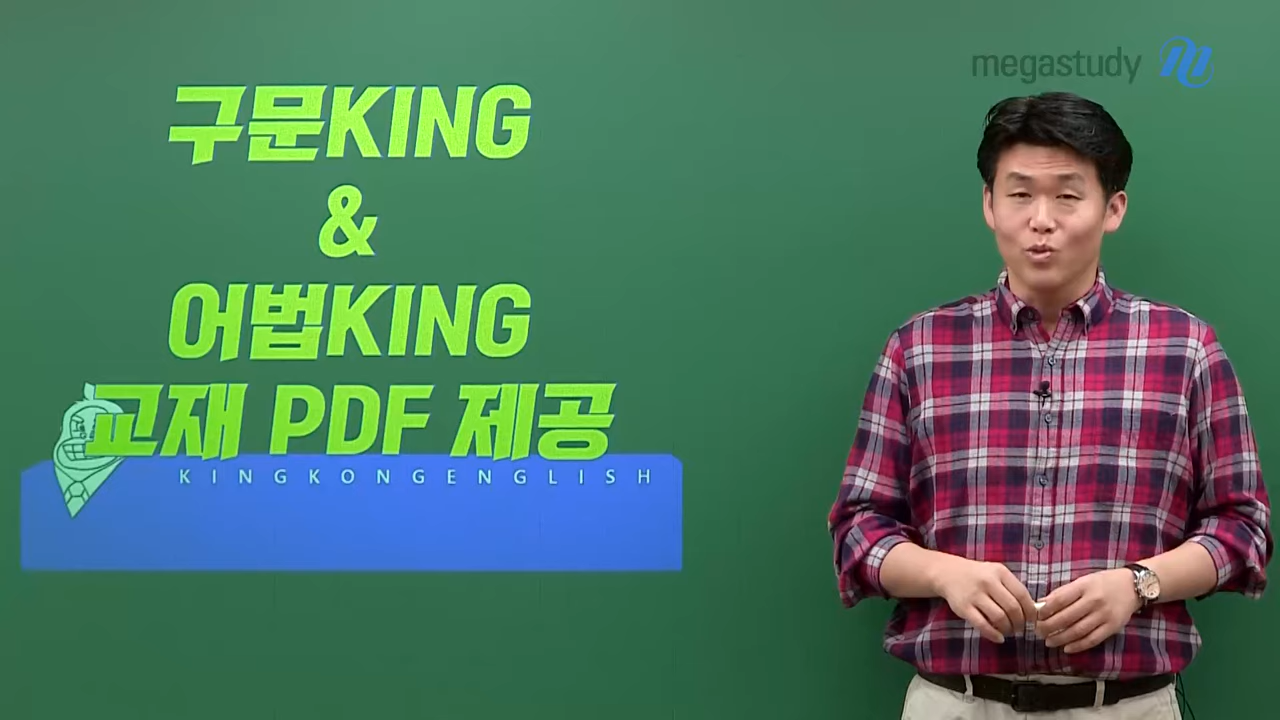 megastudy
구문KING
&
어법KING
교재 PDF 제공
KINGKONGENGLISH